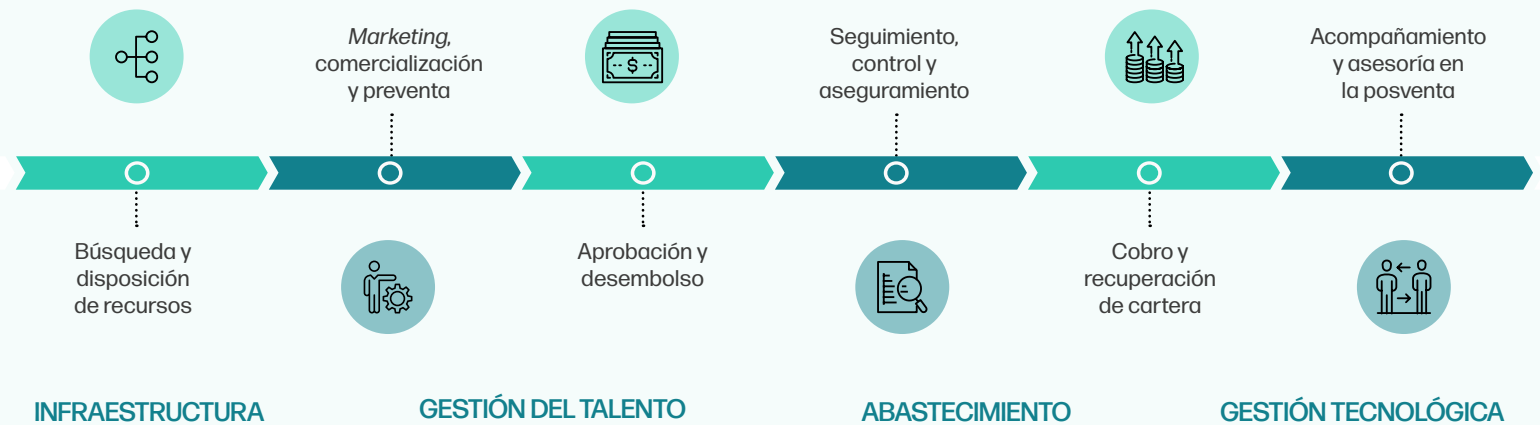 Marketing,
comercialización
y preventa
Seguimiento,
control y
aseguramiento
Acompañamiento
y asesoría en
la posventa
Búsqueda y
disposición
de recursos
Aprobación y
desembolso
Cobro y
recuperación
de cartera
INFRAESTRUCTURA
GESTIÓN DEL TALENTO
ABASTECIMIENTO
GESTIÓN TECNOLÓGICA